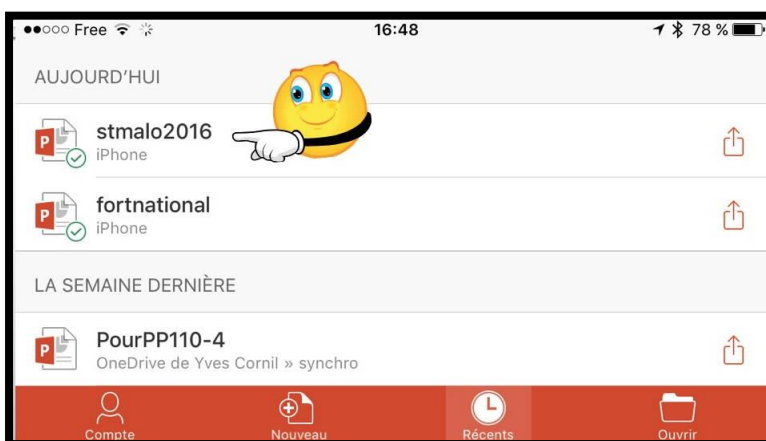 Free 16:48 78 %
AUJOURD'HUI
P stmalo2016
iPhone
P fortnational
iPhone
LA SEMAINE DERNIÈRE
P PourPP110-4
OneDrive de Yves Cornil » synchro
Compte Nouveau Récents Ouvrir